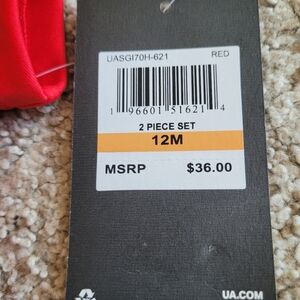 UASGI70H-621 RED
1 96601 51621 4
2 PIECE SET
12M
MSRP $36.00
UA.COM